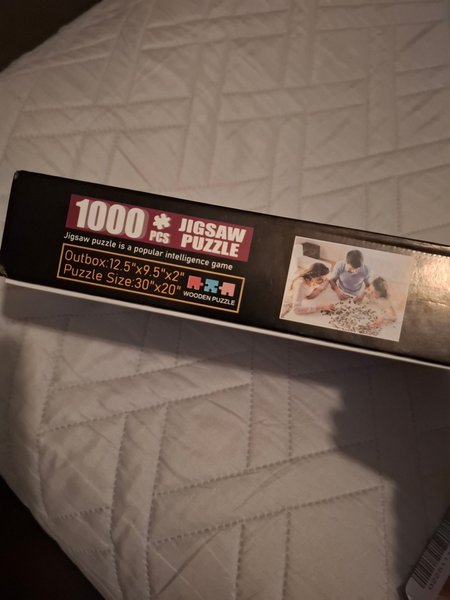 1000 PCS JIGSAW PUZZLE
Jigsaw puzzle is a popular intelligence game
Outbox:12.5"x9.5"x2"
Puzzle Size:30"x20"
WOODEN PUZZLE